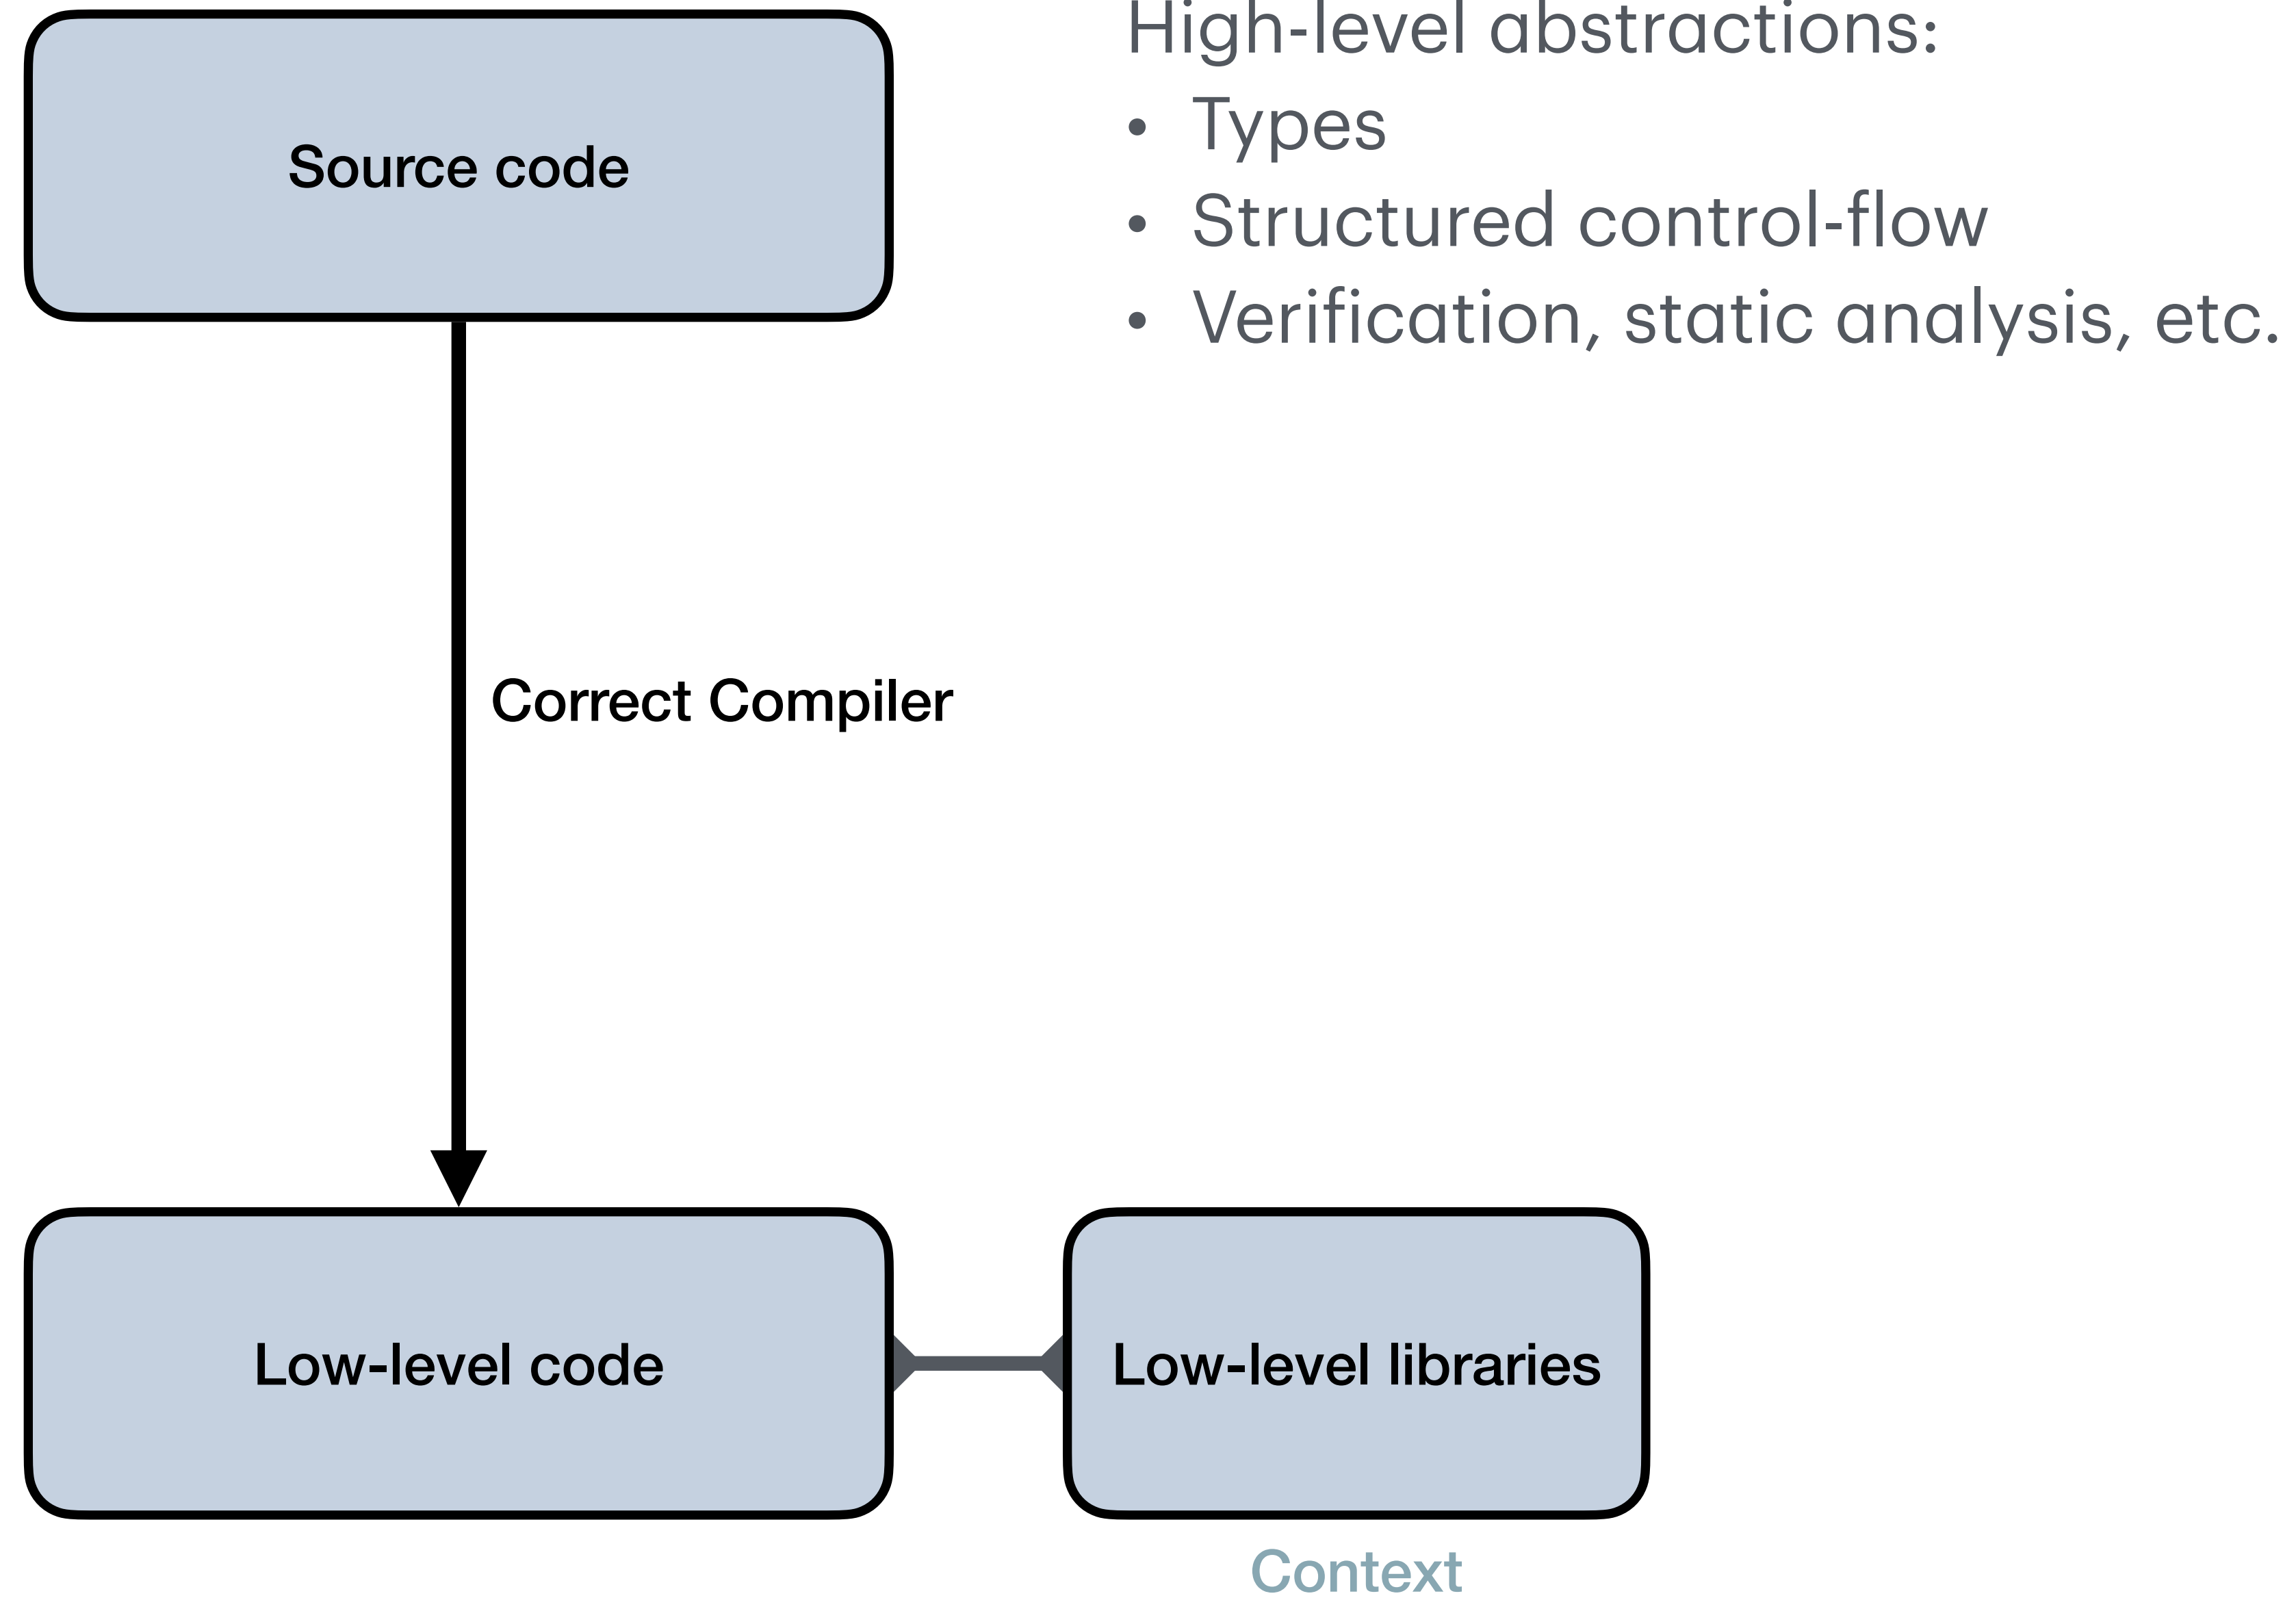 High-level abstractions:
• Types
• Structured control-flow
• Verification, static analysis, etc.
Source code
Correct Compiler
Low-level code
Low-level libraries
Context